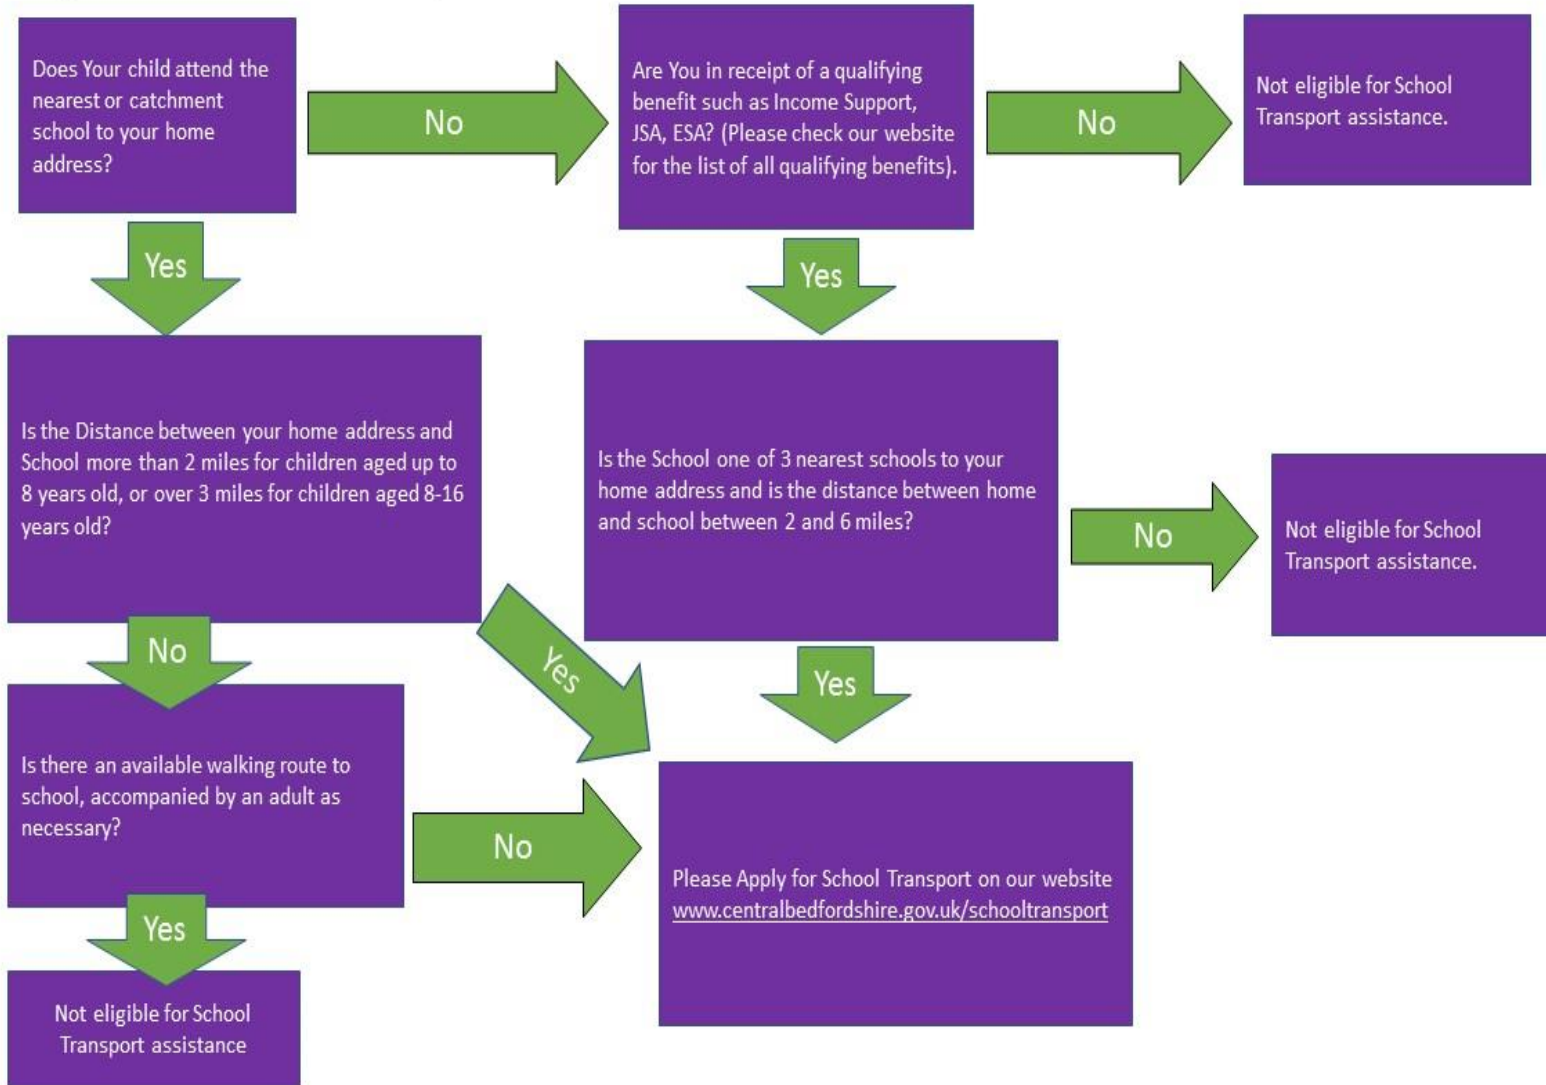 Does Your child attend the
nearest or catchment
school to your home
address?
No
Are You in receipt of a qualifying
benefit such as Income Support,
JSA, ESA? (Please check our website
for the list of all qualifying benefits).
No
Not eligible for School
Transport assistance.
Yes
Yes
Is the Distance between your home address and
School more than 2 miles for children aged up to
8 years old, or over 3 miles for children aged 8-16
years old?
Is the School one of 3 nearest schools to your
home address and is the distance between home
and school between 2 and 6 miles?
No
Not eligible for School
Transport assistance.
No
Yes
Yes
Is there an available walking route to
school, accompanied by an adult as
necessary?
No
Please Apply for School Transport on our website
www.centralbedfordshire.gov.uk/schooltransport
Yes
Not eligible for School
Transport assistance